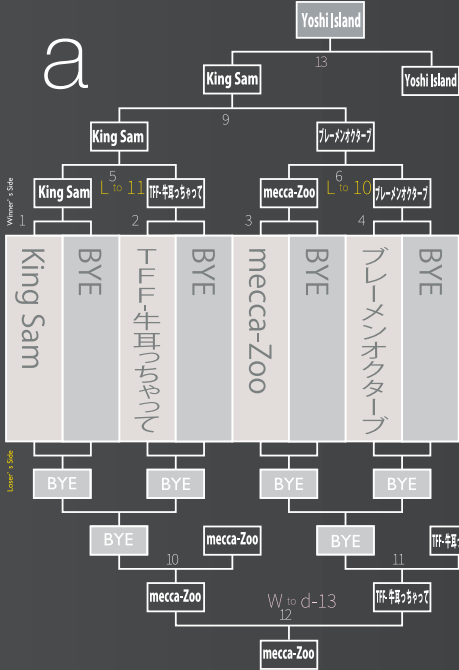 a
Yoshi Island
13
King Sam
Yoshi Island
9
King Sam
ブレーメンオクターブ
5
L to 11
6
L to 10
King Sam
TFF-牛耳っちゃって
mecca-Zoo
ブレーメンオクターブ
Winner's Side
1
2
3
4
King Sam
BYE
TFF-牛耳っちゃって
BYE
mecca-Zoo
BYE
ブレーメンオクターブ
BYE
Loser's Side
BYE
BYE
BYE
BYE
BYE
mecca-Zoo
BYE
TFF-牛耳っ
10
11
mecca-Zoo
W to d-13
TFF-牛耳っちゃって
12
mecca-Zoo